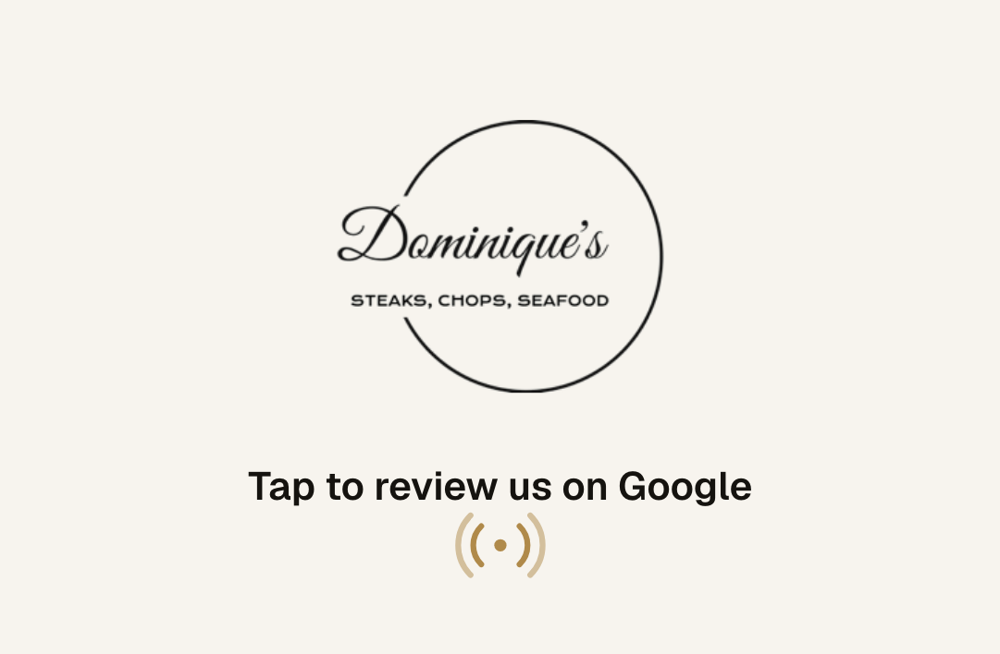 Dominique's
STEAKS, CHOPS, SEAFOOD
Tap to review us on Google